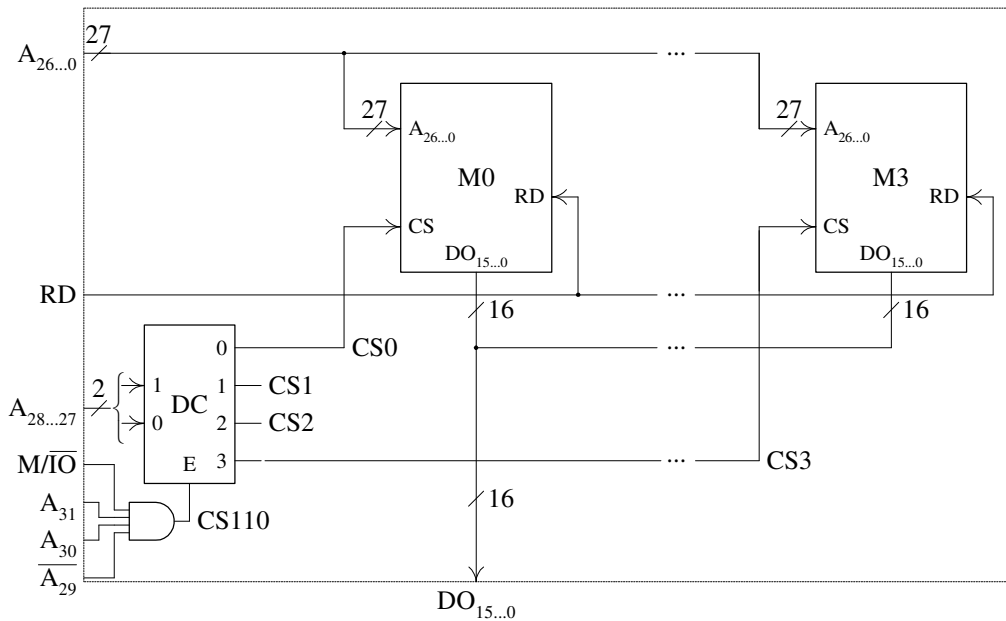 27
A26...0
...
...
27
A26...0
M0
RD
CS
DO15...0
27
A26...0
M3
RD
CS
DO15...0
RD
...
16
16
0
CS0
...
2
A28...27
1
DC
1
CS1
0
2
CS2
E
3
...
CS3
M/IO
16
A31
CS110
A30
A29
DO15...0